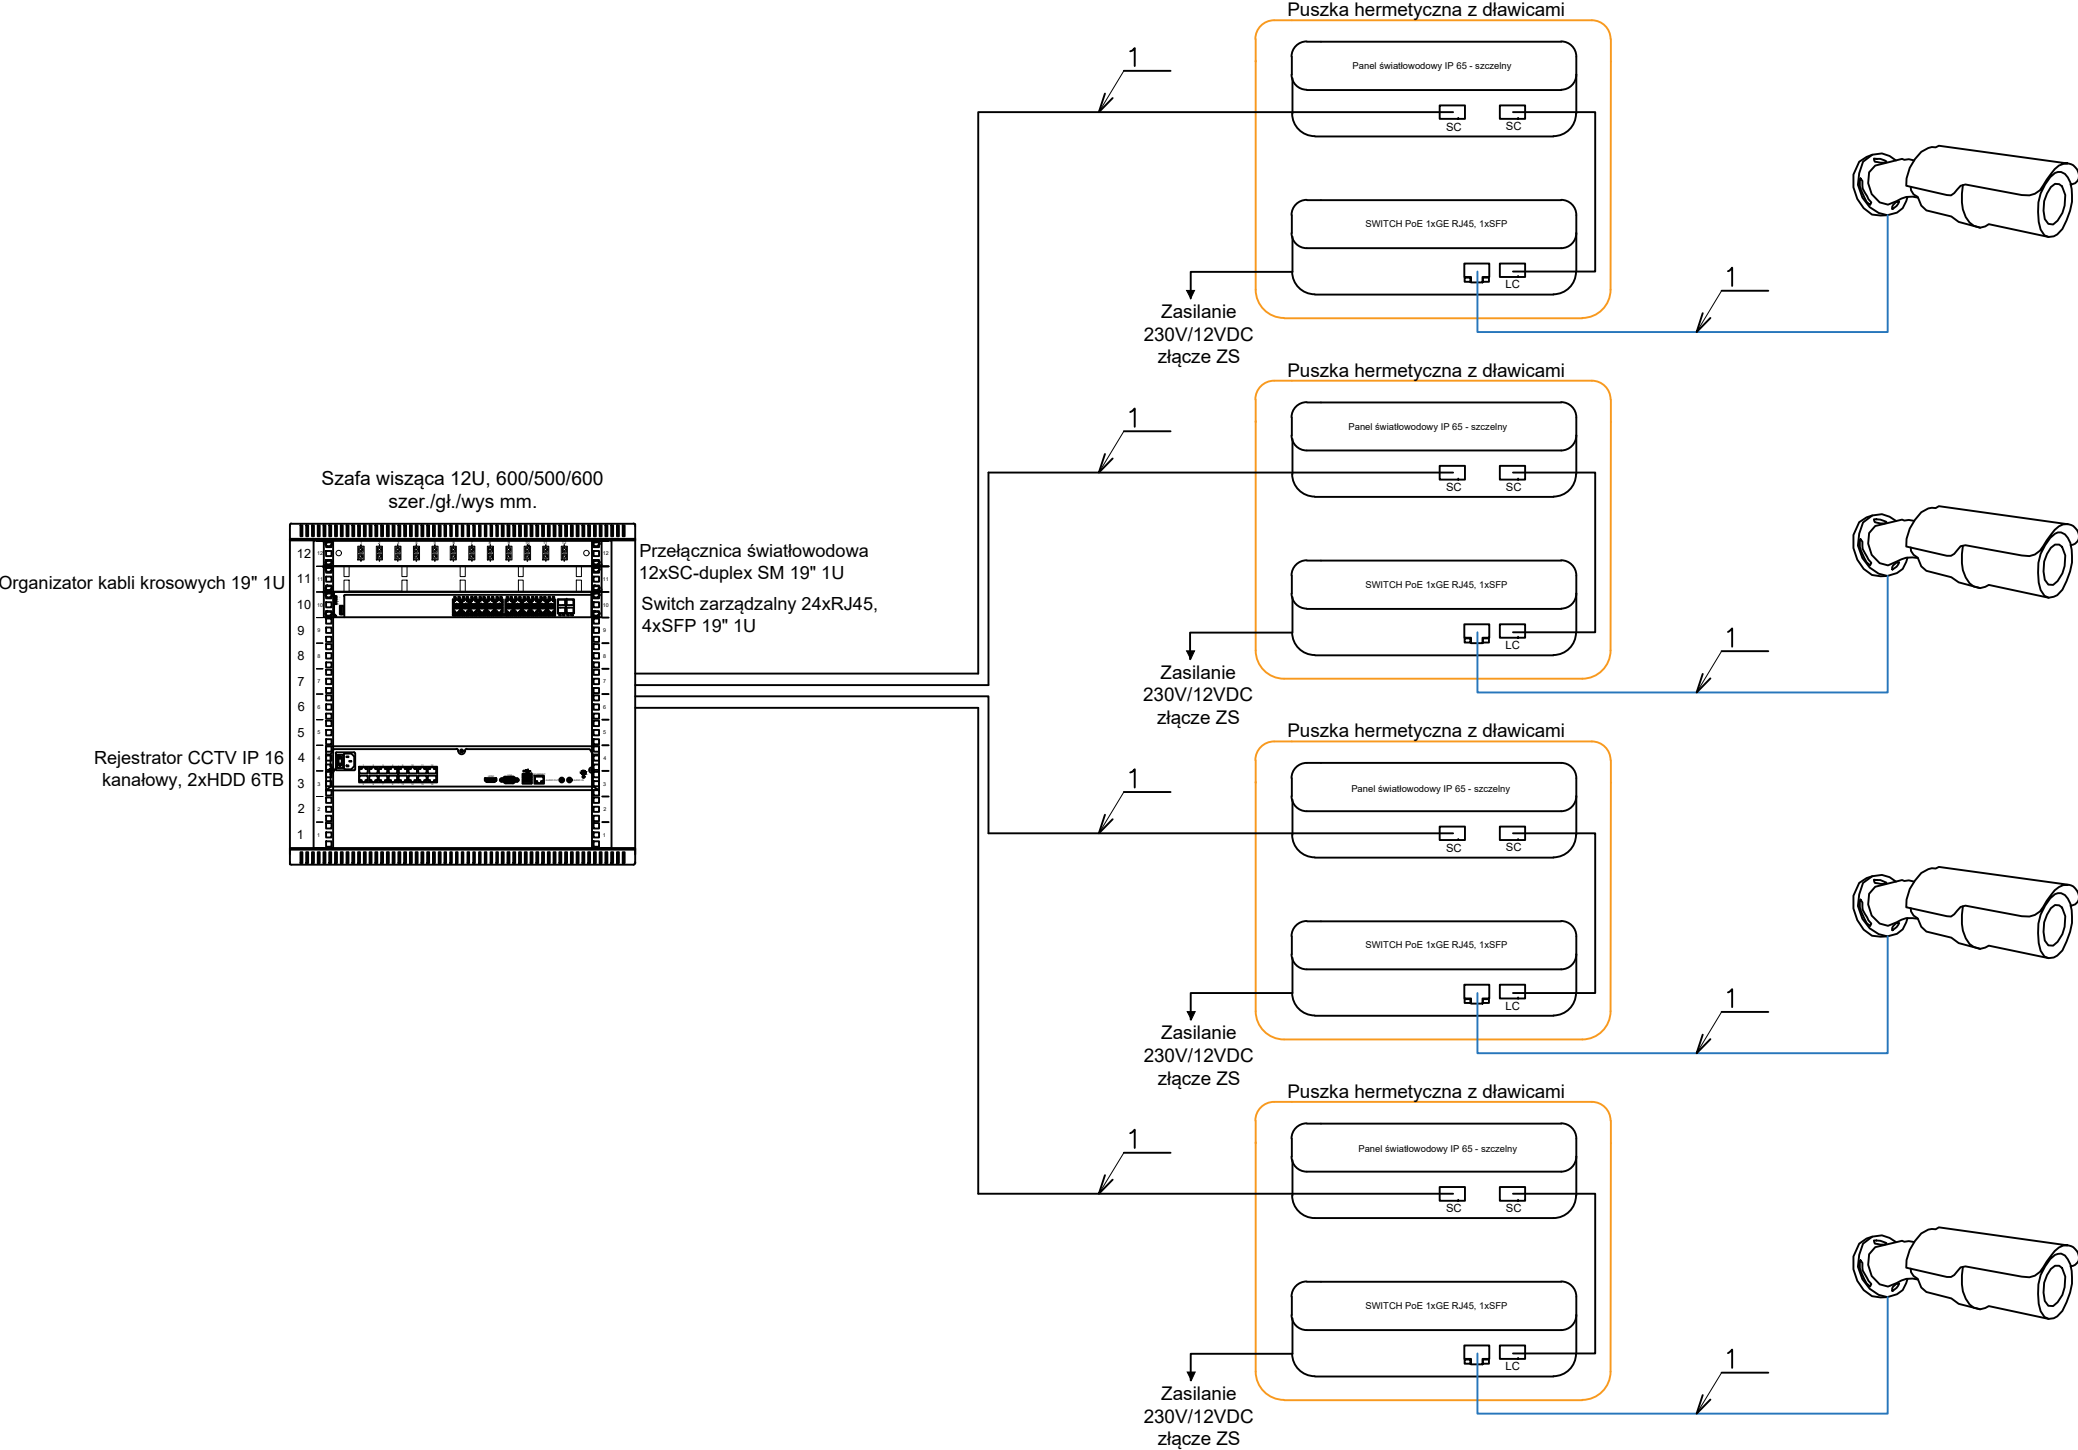 Puszka hermetyczna z dławicami
1
Panel światłowodowy IP 65 - szczelny
SC
SC
SWITCH PoE 1xGE RJ45, 1xSFP
LC
1
Zasilanie
230V/12VDC
złącze ZS
Puszka hermetyczna z dławicami
1
Panel światłowodowy IP 65 - szczelny
SC
SC
SWITCH PoE 1xGE RJ45, 1xSFP
LC
1
Zasilanie
230V/12VDC
złącze ZS
Szafa wisząca 12U, 600/500/600
szer./gł./wys mm.
Przełącznica światłowodowa
12xSC-duplex SM 19" 1U
Organizator kabli krosowych 19" 1U
Switch zarządzalny 24xRJ45,
4xSFP 19" 1U
12
11
10
9
8
7
6
5
4
3
2
1
Rejestrator CCTV IP 16
kanałowy, 2xHDD 6TB
Puszka hermetyczna z dławicami
1
Panel światłowodowy IP 65 - szczelny
SC
SC
SWITCH PoE 1xGE RJ45, 1xSFP
LC
1
Zasilanie
230V/12VDC
złącze ZS
Puszka hermetyczna z dławicami
1
Panel światłowodowy IP 65 - szczelny
SC
SC
SWITCH PoE 1xGE RJ45, 1xSFP
LC
1
Zasilanie
230V/12VDC
złącze ZS